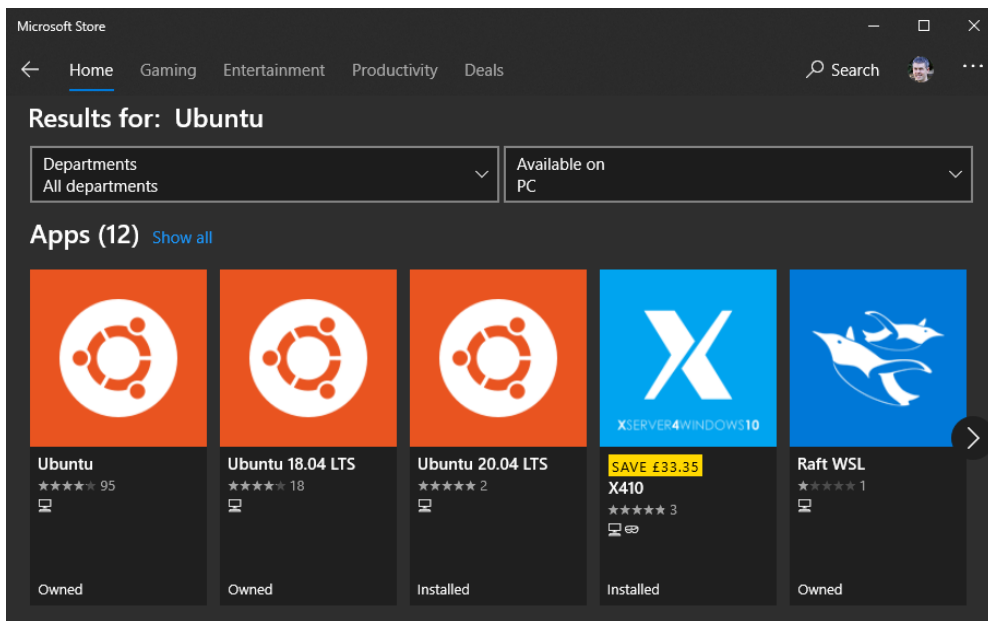 Microsoft Store
Home Gaming Entertainment Productivity Deals Search
Results for: Ubuntu
Departments
All departments
Available on
PC
Apps (12) Show all
XSERVER4WINDOWS10
Ubuntu
95
Owned
Ubuntu 18.04 LTS
18
Owned
Ubuntu 20.04 LTS
2
Installed
SAVE £33.35
X410
3
Installed
Raft WSL
1
Owned